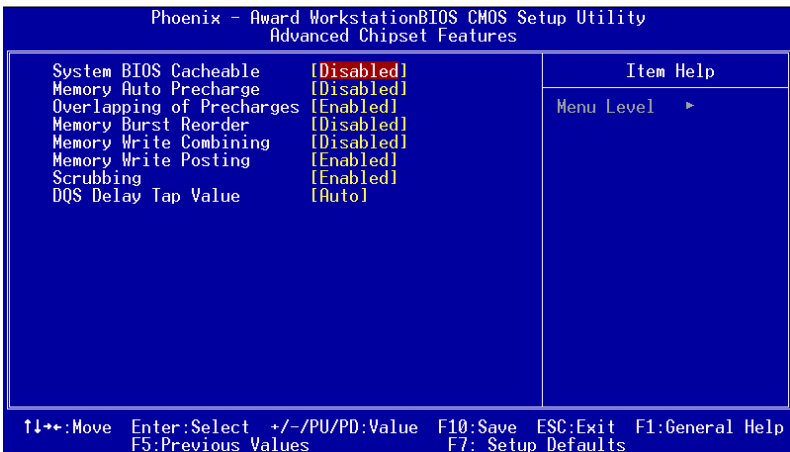 Phoenix - Award WorkstationBIOS CMOS Setup Utility
Advanced Chipset Features
System BIOS Cacheable [Disabled]
Memory Auto Precharge [Disabled]
Overlapping of Precharges [Enabled]
Memory Burst Reorder [Disabled]
Memory Write Combining [Disabled]
Memory Write Posting [Enabled]
Scrubbing [Enabled]
DQS Delay Tap Value [Auto]
Item Help
Menu Level ►
↑↓→←:Move Enter:Select +/-/PU/PD:Value F10:Save ESC:Exit F1:General Help
F5:Previous Values F7: Setup Defaults